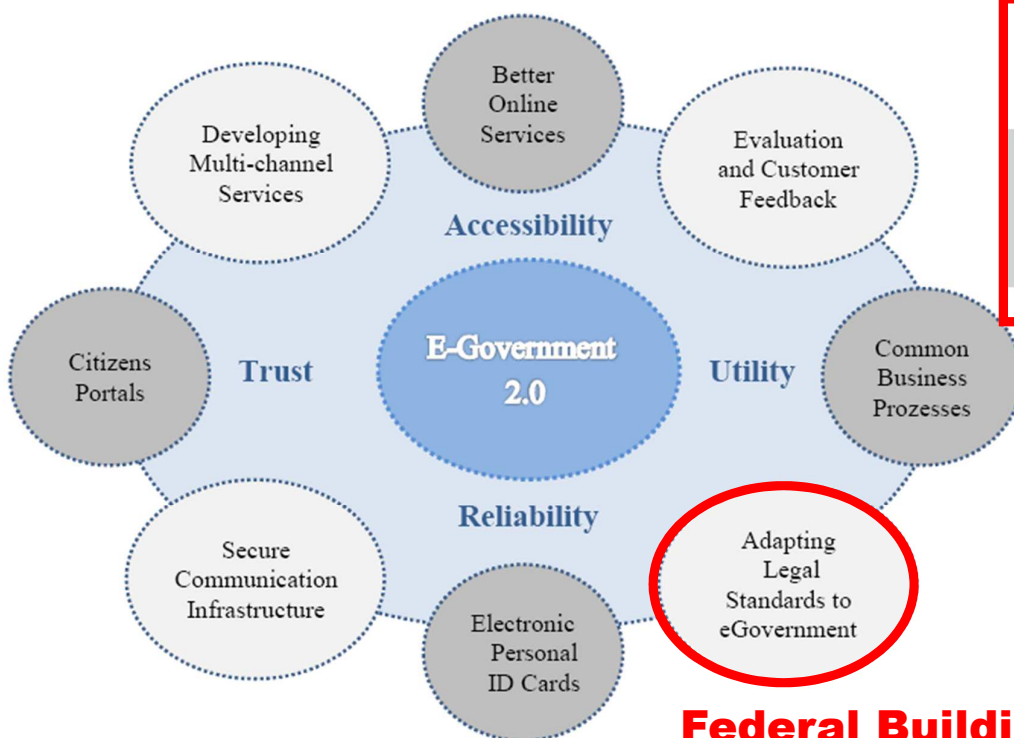 Better
Online
Services
Developing
Multi-channel
Services
Evaluation
and Customer
Feedback
Accessibility
Citizens
Portals
Trust
E-Government
2.0
Utility
Common
Business
Prozesses
Reliability
Secure
Communication
Infrastructure
Electronic
Personal
ID Cards
Adapting
Legal
Standards to
eGovernment
Federal